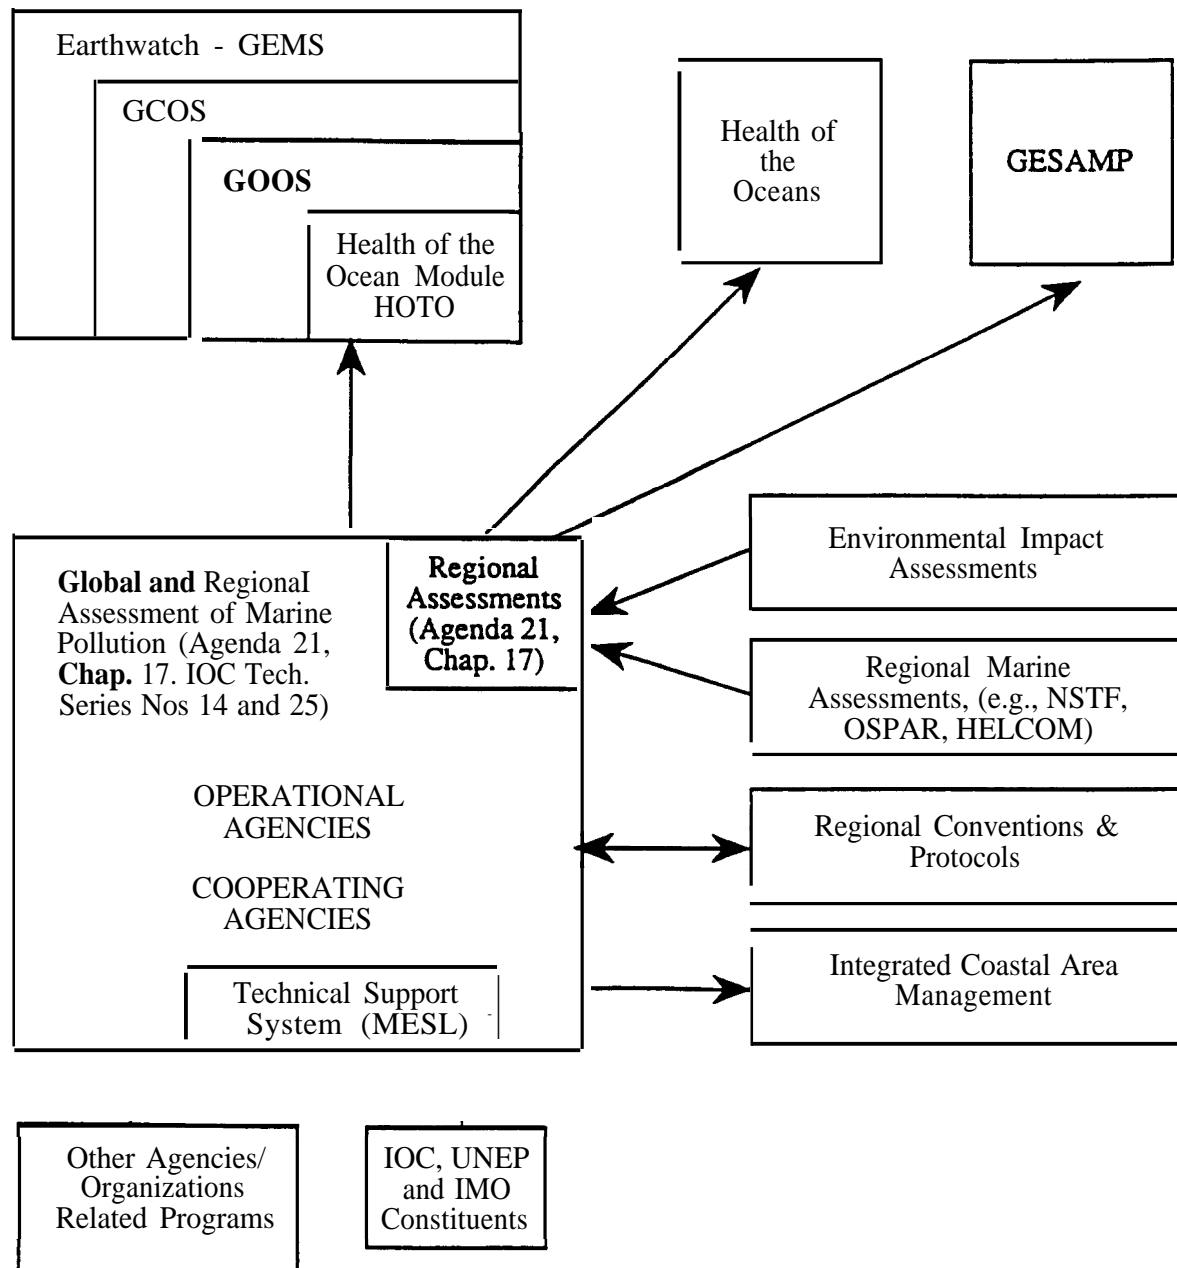 Earthwatch - GEMS
GCOS
GOOS
Health of the
Ocean Module
HOTO
Health of
the
Oceans
GESAMP
Global and RegionaI
Assessment of Marine
Pollution (Agenda 21,
Chap. 17. IOC Tech.
Series Nos 14 and 25)
Regional
Assessments
(Agenda 21,
Chap. 17)
OPERATIONAL
AGENCIES
COOPERATING
AGENCIES
Technical Support
System (MESL)
Environmental Impact
Assessments
Regional Marine
Assessments, (e.g., NSTF,
OSPAR, HELCOM)
Regional Conventions &
Protocols
Integrated Coastal Area
Management
Other Agencies/
Organizations
Related Programs
IOC, UNEP
and IMO
Constituents